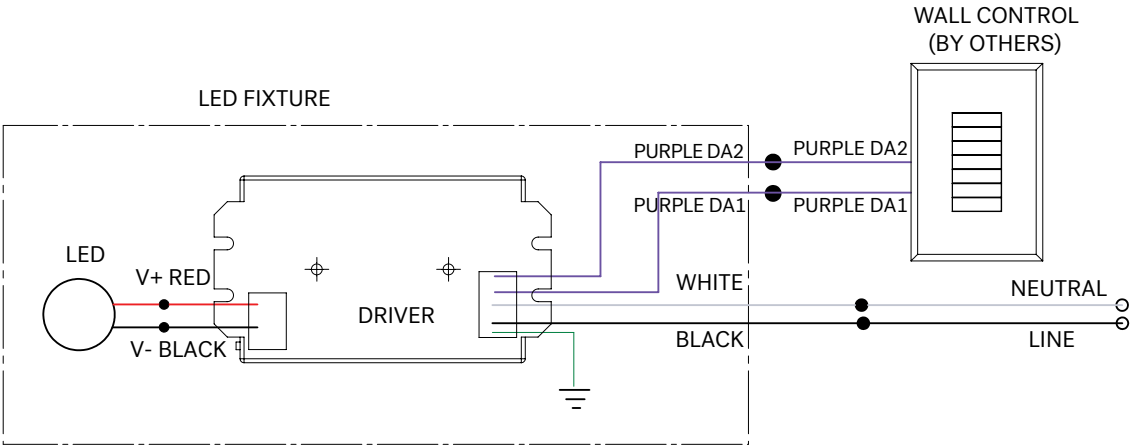 WALL CONTROL
(BY OTHERS)
LED FIXTURE
PURPLE DA2
PURPLE DA2
PURPLE DA1
PURPLE DA1
LED
V+ RED
WHITE
NEUTRAL
DRIVER
V- BLACK
BLACK
LINE